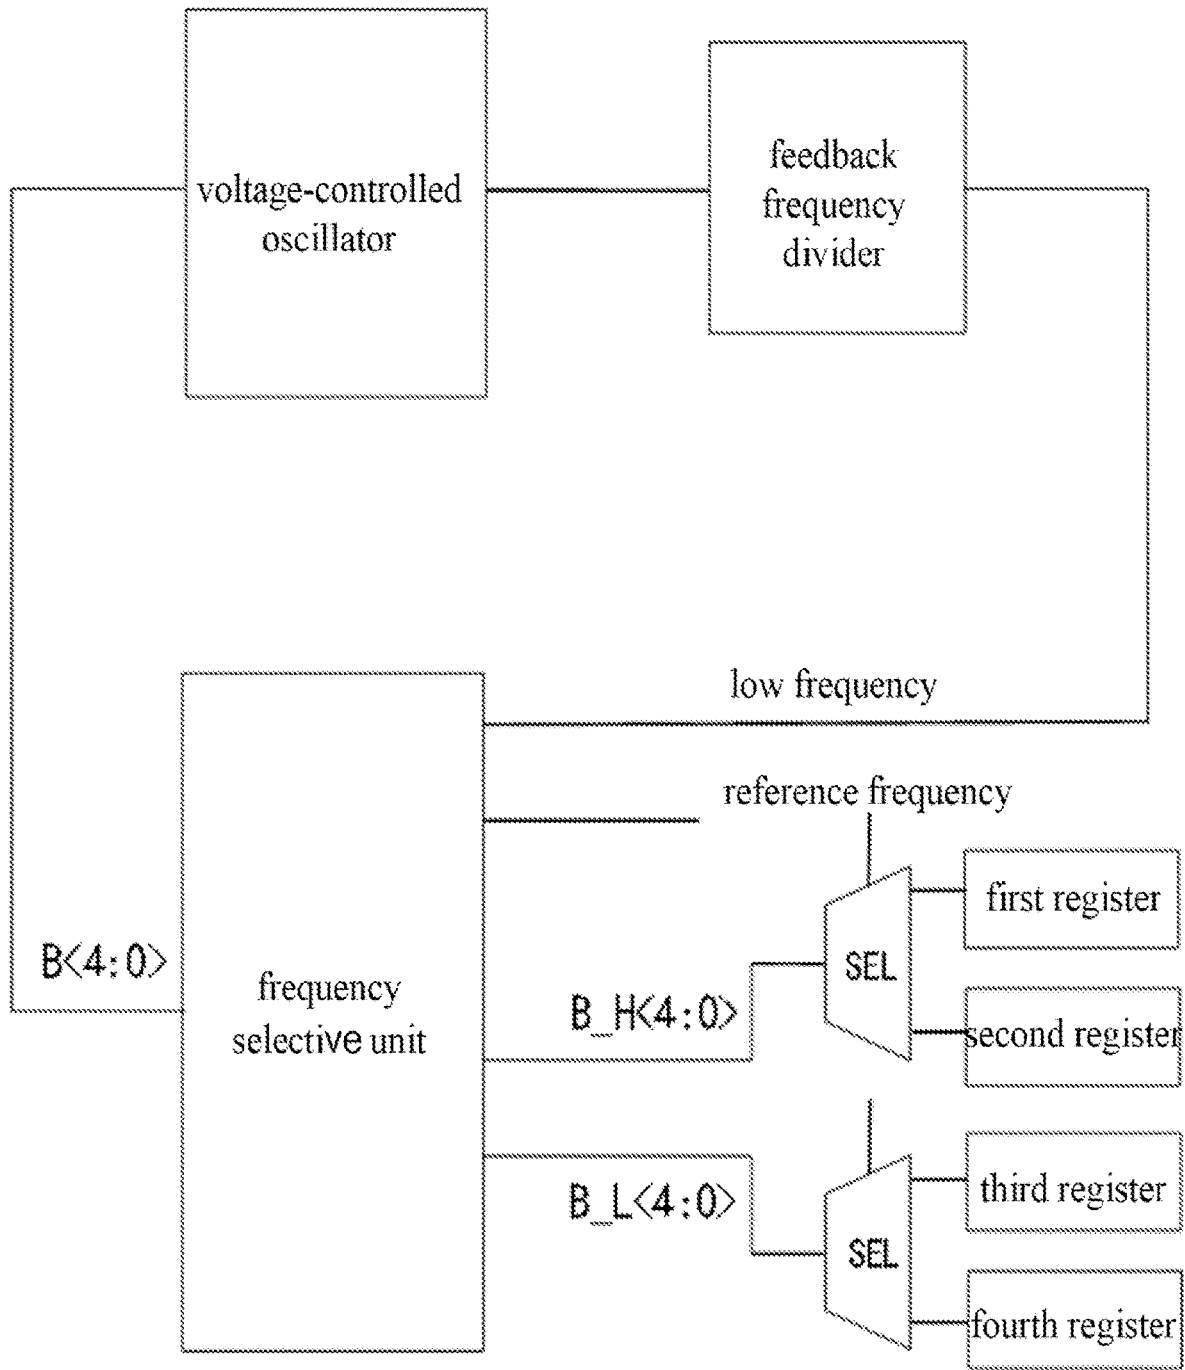 voltage-controlled
oscillator
feedback
frequency
divider
low frequency
reference frequency
first register
SEL
second register
B<4:0>
frequency
selective unit
B_H<4:0>
third register
B_L<4:0>
SEL
fourth register